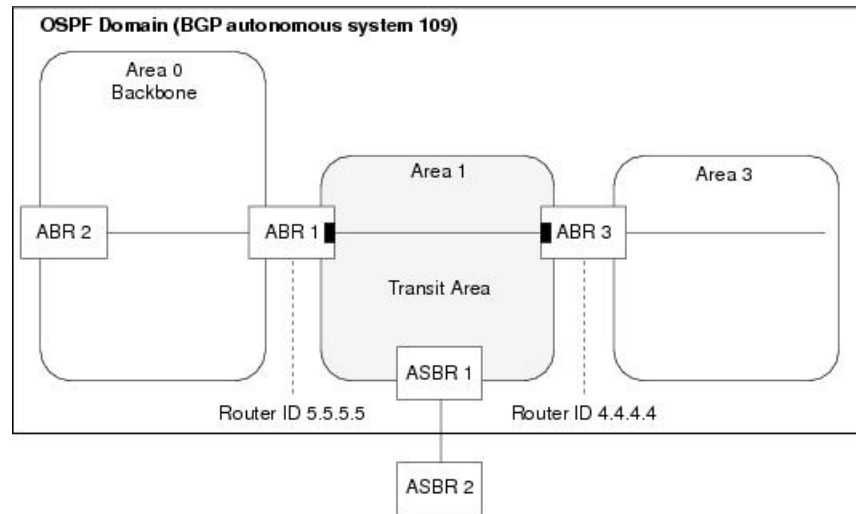 OSPF Domain (BGP autonomous system 109)
Area 0
Backbone
Area 1
Area 3
ABR 2
ABR 1
ABR 3
Transit Area
ASBR 1
Router ID 5.5.5.5
Router ID 4.4.4.4
ASBR 2